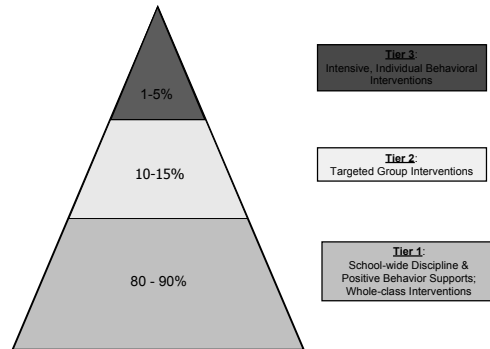 1-5%
Tier 3:
Intensive, Individual Behavioral
Interventions
10-15%
Tier 2:
Targeted Group Interventions
80 - 90%
Tier 1:
School-wide Discipline &
Positive Behavior Supports;
Whole-class Interventions